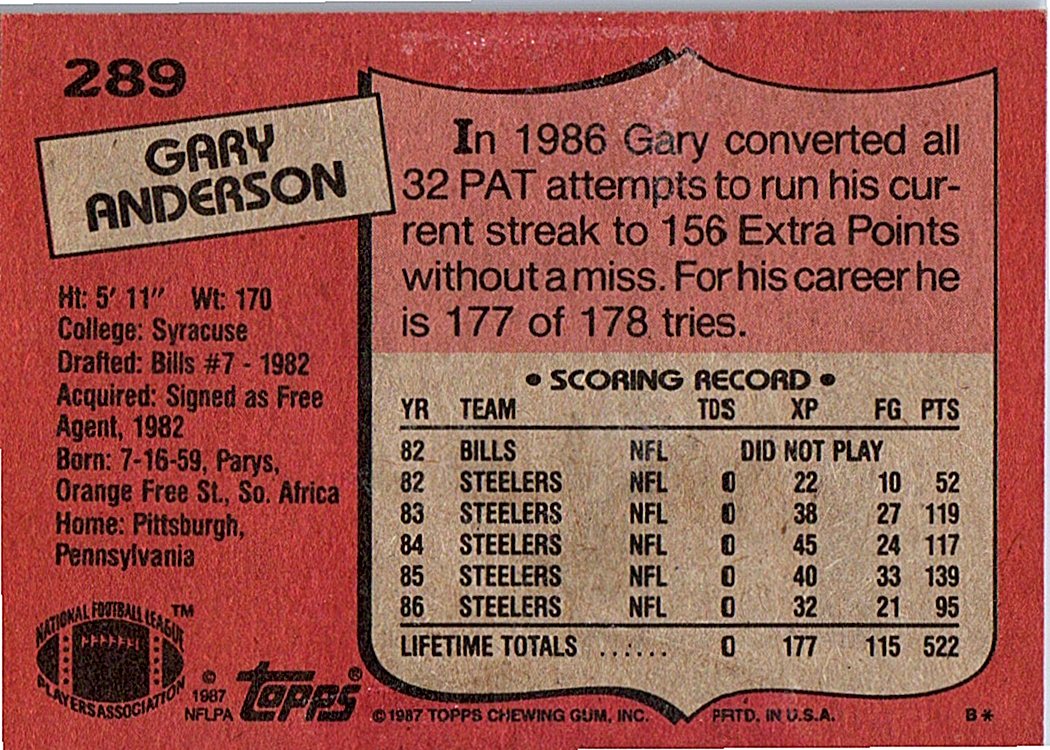 289
GARY
ANDERSON
Ht: 5' 11" Wt: 170
College: Syracuse
Drafted: Bills #7 - 1982
Acquired: Signed as Free
Agent, 1982
Born: 7-16-59, Parys,
Orange Free St., So. Africa
Home: Pittsburgh,
Pennsylvania
In 1986 Gary converted all
32 PAT attempts to run his cur-
rent streak to 156 Extra Points
without a miss. For his career he
is 177 of 178 tries.
• SCORING RECORD •
YR TEAM TDS XP FG PTS
82 BILLS NFL DID NOT PLAY
82 STEELERS NFL 0 22 10 52
83 STEELERS NFL 0 38 27 119
84 STEELERS NFL 0 45 24 117
85 STEELERS NFL 0 40 33 139
86 STEELERS NFL 0 32 21 95
LIFETIME TOTALS ...... 0 177 115 522
NATIONAL FOOTBALL LEAGUE ™
PLAYERS ASSOCIATION
© 1987
NFLPA
Topps®
© 1987 TOPPS CHEWING GUM, INC. PRTD. IN U.S.A. B*